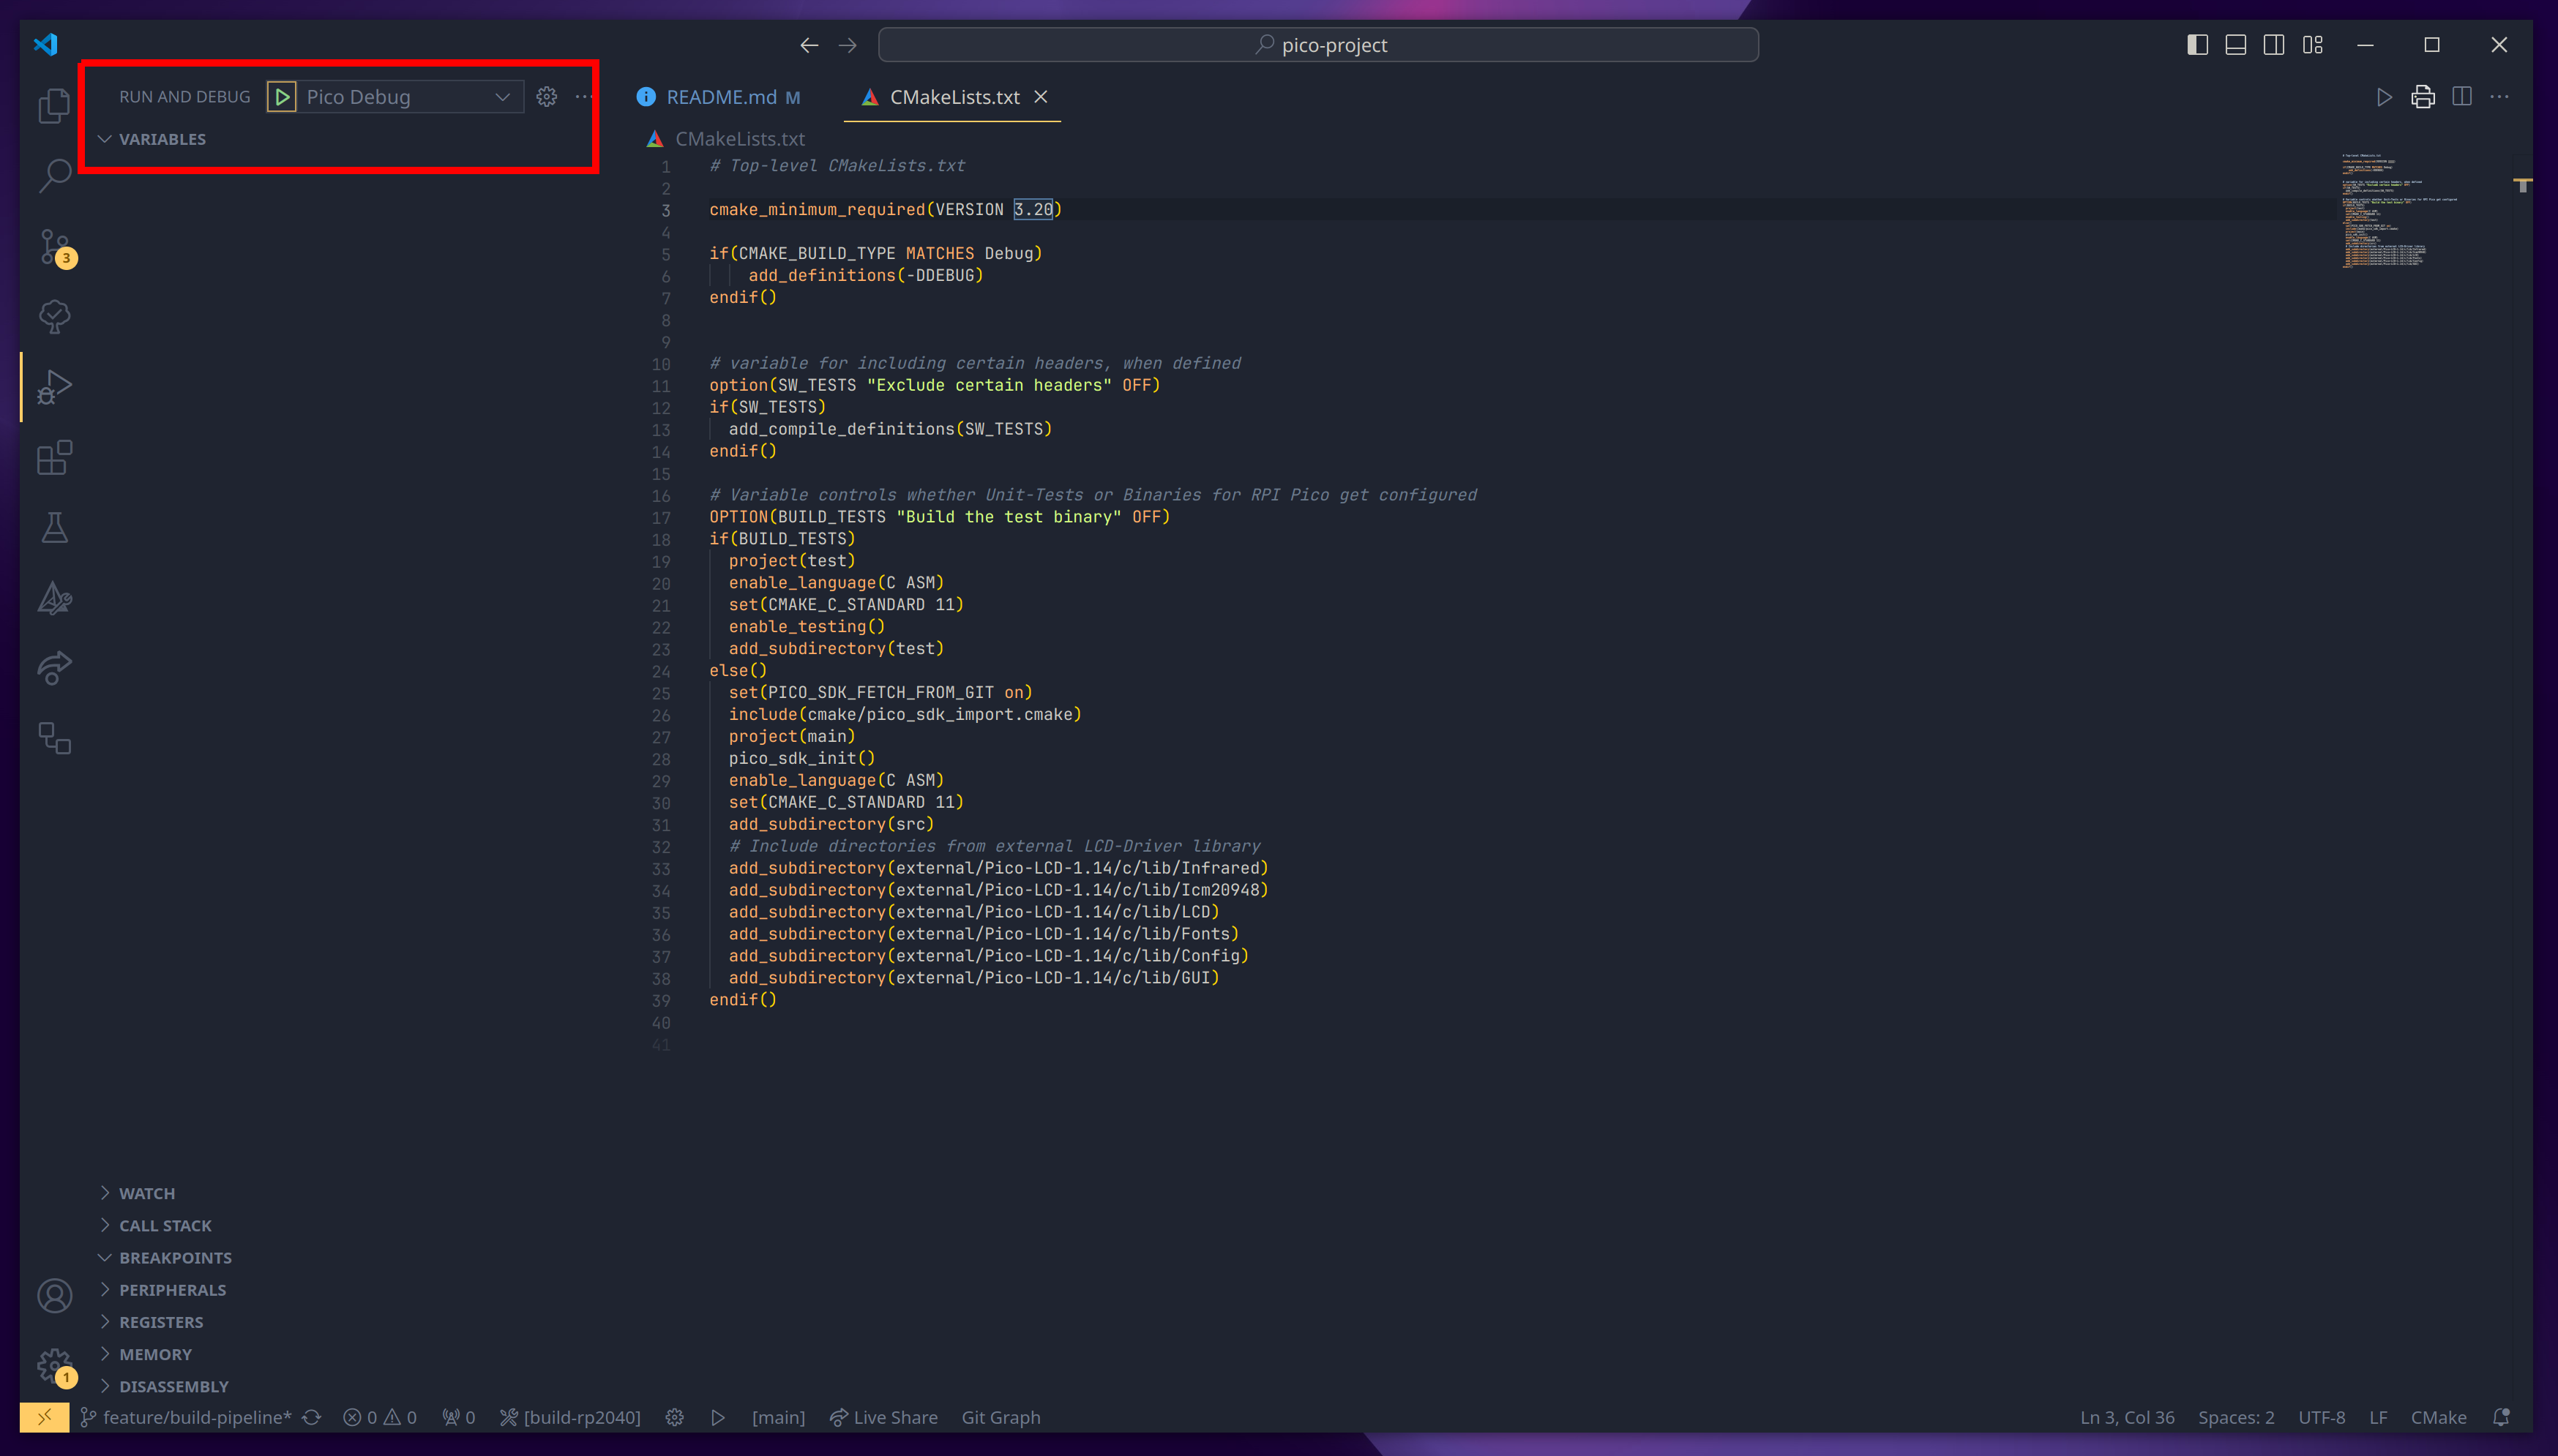 pico-project
RUN AND DEBUG Pico Debug
VARIABLES
3
WATCH
CALL STACK
BREAKPOINTS
PERIPHERALS
REGISTERS
MEMORY
DISASSEMBLY
1
README.md M CMakeLists.txt
CMakeLists.txt
1 # Top-level CMakeLists.txt
2
3 cmake_minimum_required(VERSION 3.20)
4
5 if(CMAKE_BUILD_TYPE MATCHES Debug)
6 add_definitions(-DDEBUG)
7 endif()
8
9
10 # variable for including certain headers, when defined
11 option(SW_TESTS "Exclude certain headers" OFF)
12 if(SW_TESTS)
13 add_compile_definitions(SW_TESTS)
14 endif()
15
16 # Variable controls whether Unit-Tests or Binaries for RPI Pico get configured
17 OPTION(BUILD_TESTS "Build the test binary" OFF)
18 if(BUILD_TESTS)
19 project(test)
20 enable_language(C ASM)
21 set(CMAKE_C_STANDARD 11)
22 enable_testing()
23 add_subdirectory(test)
24 else()
25 set(PICO_SDK_FETCH_FROM_GIT on)
26 include(cmake/pico_sdk_import.cmake)
27 project(main)
28 pico_sdk_init()
29 enable_language(C ASM)
30 set(CMAKE_C_STANDARD 11)
31 add_subdirectory(src)
32 # Include directories from external LCD-Driver library
33 add_subdirectory(external/Pico-LCD-1.14/c/lib/Infrared)
34 add_subdirectory(external/Pico-LCD-1.14/c/lib/Icm20948)
35 add_subdirectory(external/Pico-LCD-1.14/c/lib/LCD)
36 add_subdirectory(external/Pico-LCD-1.14/c/lib/Fonts)
37 add_subdirectory(external/Pico-LCD-1.14/c/lib/Config)
38 add_subdirectory(external/Pico-LCD-1.14/c/lib/GUI)
39 endif()
40
41
feature/build-pipeline* 0 0 0 [build-rp2040] [main] Live Share Git Graph Ln 3, Col 36 Spaces: 2 UTF-8 LF CMake